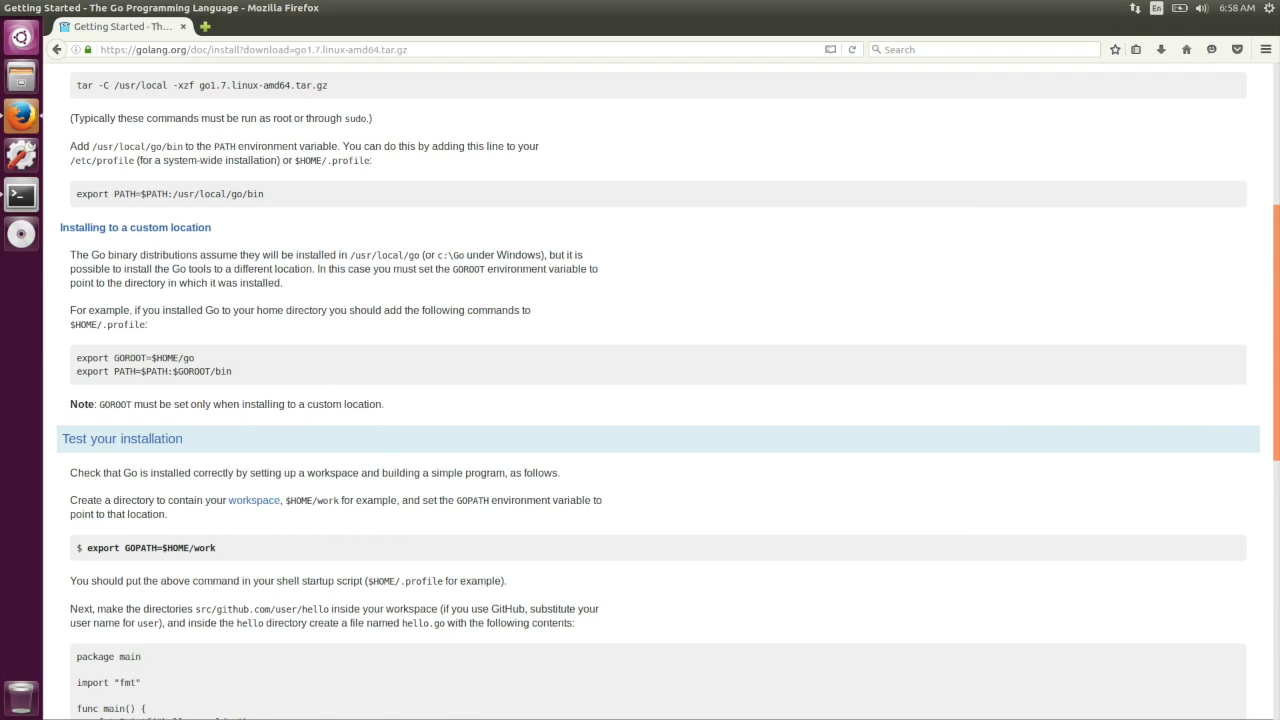 Getting Started - The Go Programming Language - Mozilla Firefox
En
6:58 AM
Getting Started - Th...
https://golang.org/doc/install?download=go1.7.linux-amd64.tar.gz
Search
tar -C /usr/local -xzf go1.7.linux-amd64.tar.gz
(Typically these commands must be run as root or through sudo.)
Add /usr/local/go/bin to the PATH environment variable. You can do this by adding this line to your
/etc/profile (for a system-wide installation) or $HOME/.profile:
export PATH=$PATH:/usr/local/go/bin
Installing to a custom location
The Go binary distributions assume they will be installed in /usr/local/go (or c:\Go under Windows), but it is
possible to install the Go tools to a different location. In this case you must set the GOROOT environment variable to
point to the directory in which it was installed.
For example, if you installed Go to your home directory you should add the following commands to
$HOME/.profile:
export GOROOT=$HOME/go
export PATH=$PATH:$GOROOT/bin
Note: GOROOT must be set only when installing to a custom location.
Test your installation
Check that Go is installed correctly by setting up a workspace and building a simple program, as follows.
Create a directory to contain your workspace, $HOME/work for example, and set the GOPATH environment variable to
point to that location.
$ export GOPATH=$HOME/work
You should put the above command in your shell startup script ($HOME/.profile for example).
Next, make the directories src/github.com/user/hello inside your workspace (if you use GitHub, substitute your
user name for user), and inside the hello directory create a file named hello.go with the following contents:
package main
import "fmt"
func main() {